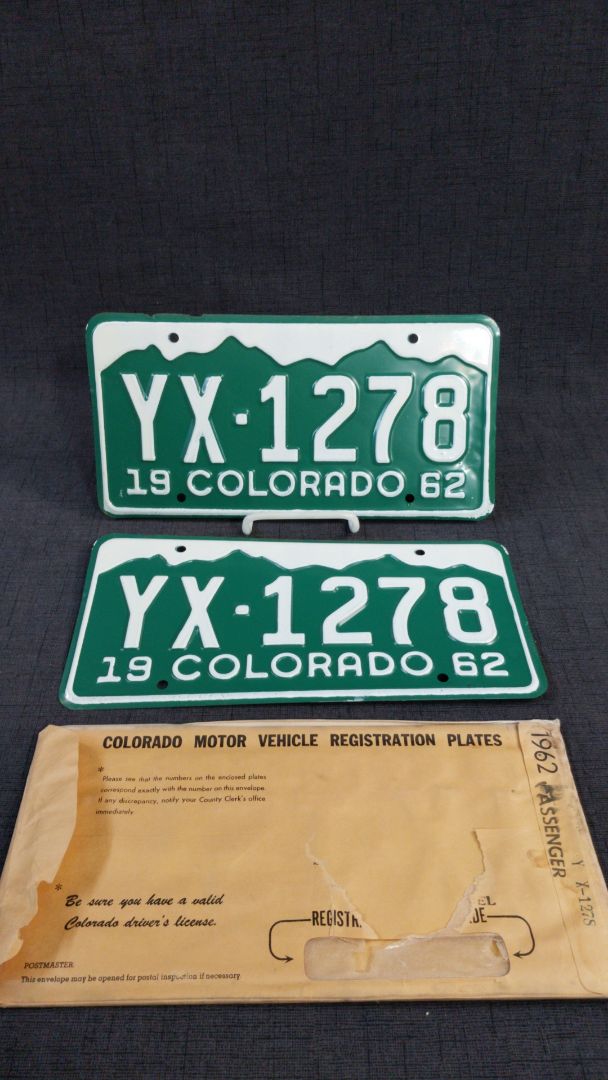 YX·1278
19 COLORADO 62
YX·1278
19 COLORADO 62
COLORADO MOTOR VEHICLE REGISTRATION PLATES
* Please see that the numbers on the enclosed plates
correspond exactly with the number on this envelope.
If any discrepancy, notify your County Clerk's office
immediately.
* Be sure you have a valid
Colorado driver's license.
POSTMASTER
This envelope may be opened for postal inspection if necessary.
1962 PASSENGER
Y X-1278